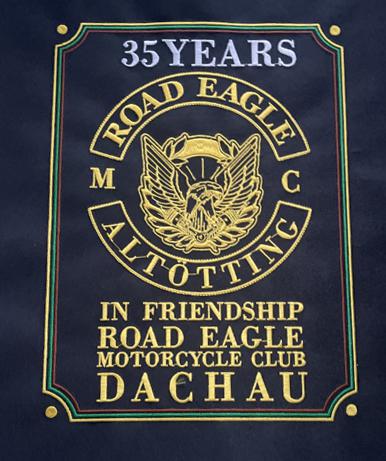 35 YEARS
ROAD EAGLE
M C
ALTÖTTING
IN FRIENDSHIP
ROAD EAGLE
MOTORCYCLE CLUB
DACHAU